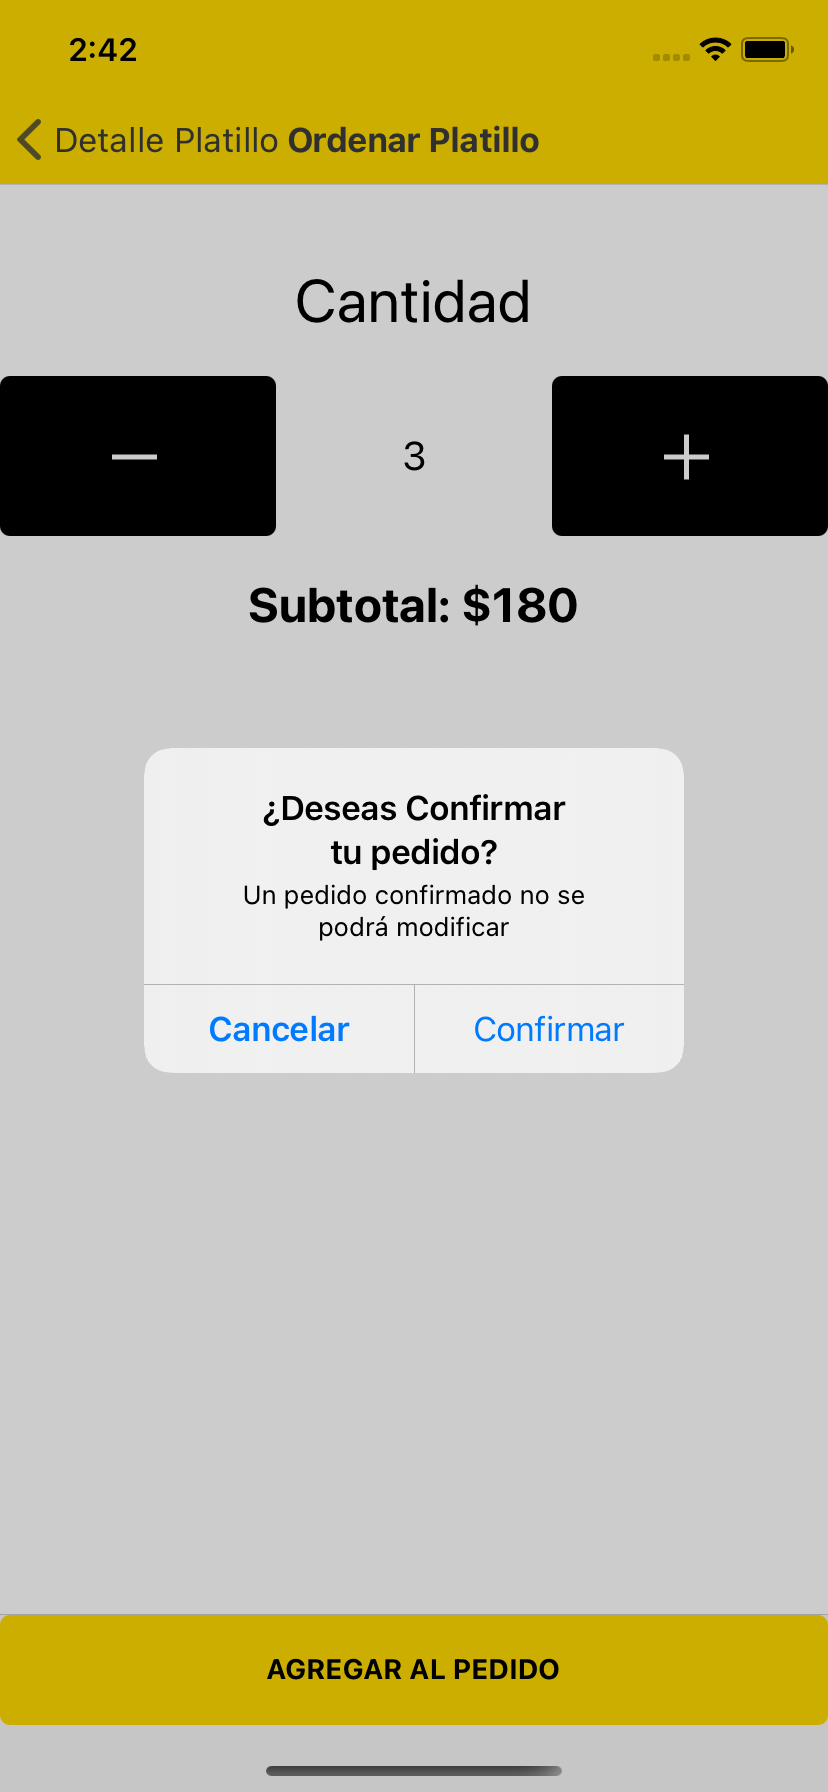 2:42
Detalle Platillo Ordenar Platillo
Cantidad
3
Subtotal: $180
¿Deseas Confirmar
tu pedido?
Un pedido confirmado no se
podrá modificar
Cancelar Confirmar
AGREGAR AL PEDIDO